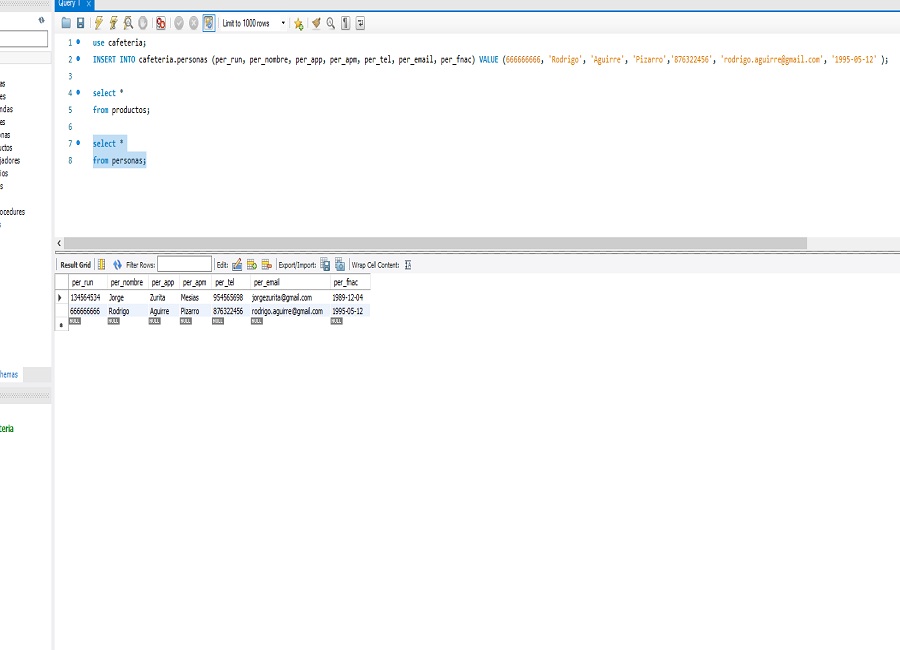 Query 1 x
Limit to 1000 rows
1 use cafeteria;
2 INSERT INTO cafeteria.personas (per_run, per_nombre, per_app, per_apm, per_tel, per_email, per_fnac) VALUE (666666666, 'Rodrigo', 'Aguirre', 'Pizarro','876322456', 'rodrigo.aguirre@gmail.com', '1995-05-12' );
3
4 select *
5 from productos;
6
7 select *
8 from personas;
as
es
ndas
es
onas
uctos
jadores
ios
s
ocedures
s
hemas
teria
Result Grid Filter Rows: Edit: Export/Import: Wrap Cell Content:
per_run per_nombre per_app per_apm per_tel per_email per_fnac
134564534 Jorge Zurita Mesias 954565698 jorgezurita@gmail.com 1989-12-04
666666666 Rodrigo Aguirre Pizarro 876322456 rodrigo.aguirre@gmail.com 1995-05-12
NULL NULL NULL NULL NULL NULL NULL